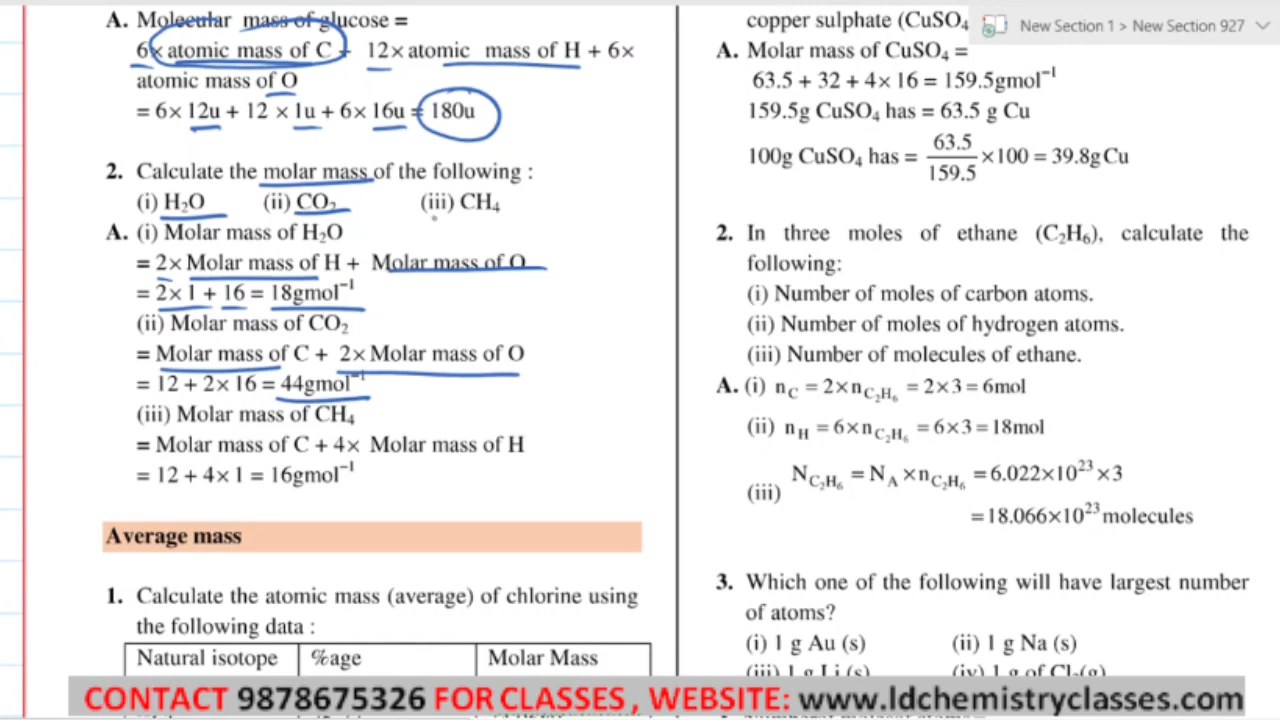 A. Molecular mass of glucose =
6× atomic mass of C + 12× atomic mass of H + 6×
atomic mass of O
= 6× 12u + 12 × 1u + 6× 16u = 180u
2. Calculate the molar mass of the following :
(i) H₂O (ii) CO₂ (iii) CH₄
A. (i) Molar mass of H₂O
= 2× Molar mass of H + Molar mass of O
= 2× 1 + 16 = 18gmol⁻¹
(ii) Molar mass of CO₂
= Molar mass of C + 2× Molar mass of O
= 12 + 2× 16 = 44gmol⁻¹
(iii) Molar mass of CH₄
= Molar mass of C + 4× Molar mass of H
= 12 + 4× 1 = 16gmol⁻¹
Average mass
1. Calculate the atomic mass (average) of chlorine using
the following data :
Natural isotope %age Molar Mass
copper sulphate (CuSO₄
New Section 1 > New Section 927
A. Molar mass of CuSO₄ =
63.5 + 32 + 4× 16 = 159.5gmol⁻¹
159.5g CuSO₄ has = 63.5 g Cu
100g CuSO₄ has = 63.5/159.5 ×100 = 39.8g Cu
2. In three moles of ethane (C₂H₆), calculate the
following:
(i) Number of moles of carbon atoms.
(ii) Number of moles of hydrogen atoms.
(iii) Number of molecules of ethane.
A. (i) n_C = 2×n_C₂H₆ = 2×3 = 6mol
(ii) n_H = 6×n_C₂H₆ = 6×3 = 18mol
(iii) N_C₂H₆ = N_A ×n_C₂H₆ = 6.022×10²³ ×3
= 18.066×10²³ molecules
3. Which one of the following will have largest number
of atoms?
(i) 1 g Au (s) (ii) 1 g Na (s)
(iii) 1 g Li (s) (iv) 1 g of Cl₂(g)
CONTACT 9878675326 FOR CLASSES , WEBSITE: www.ldchemistryclasses.com